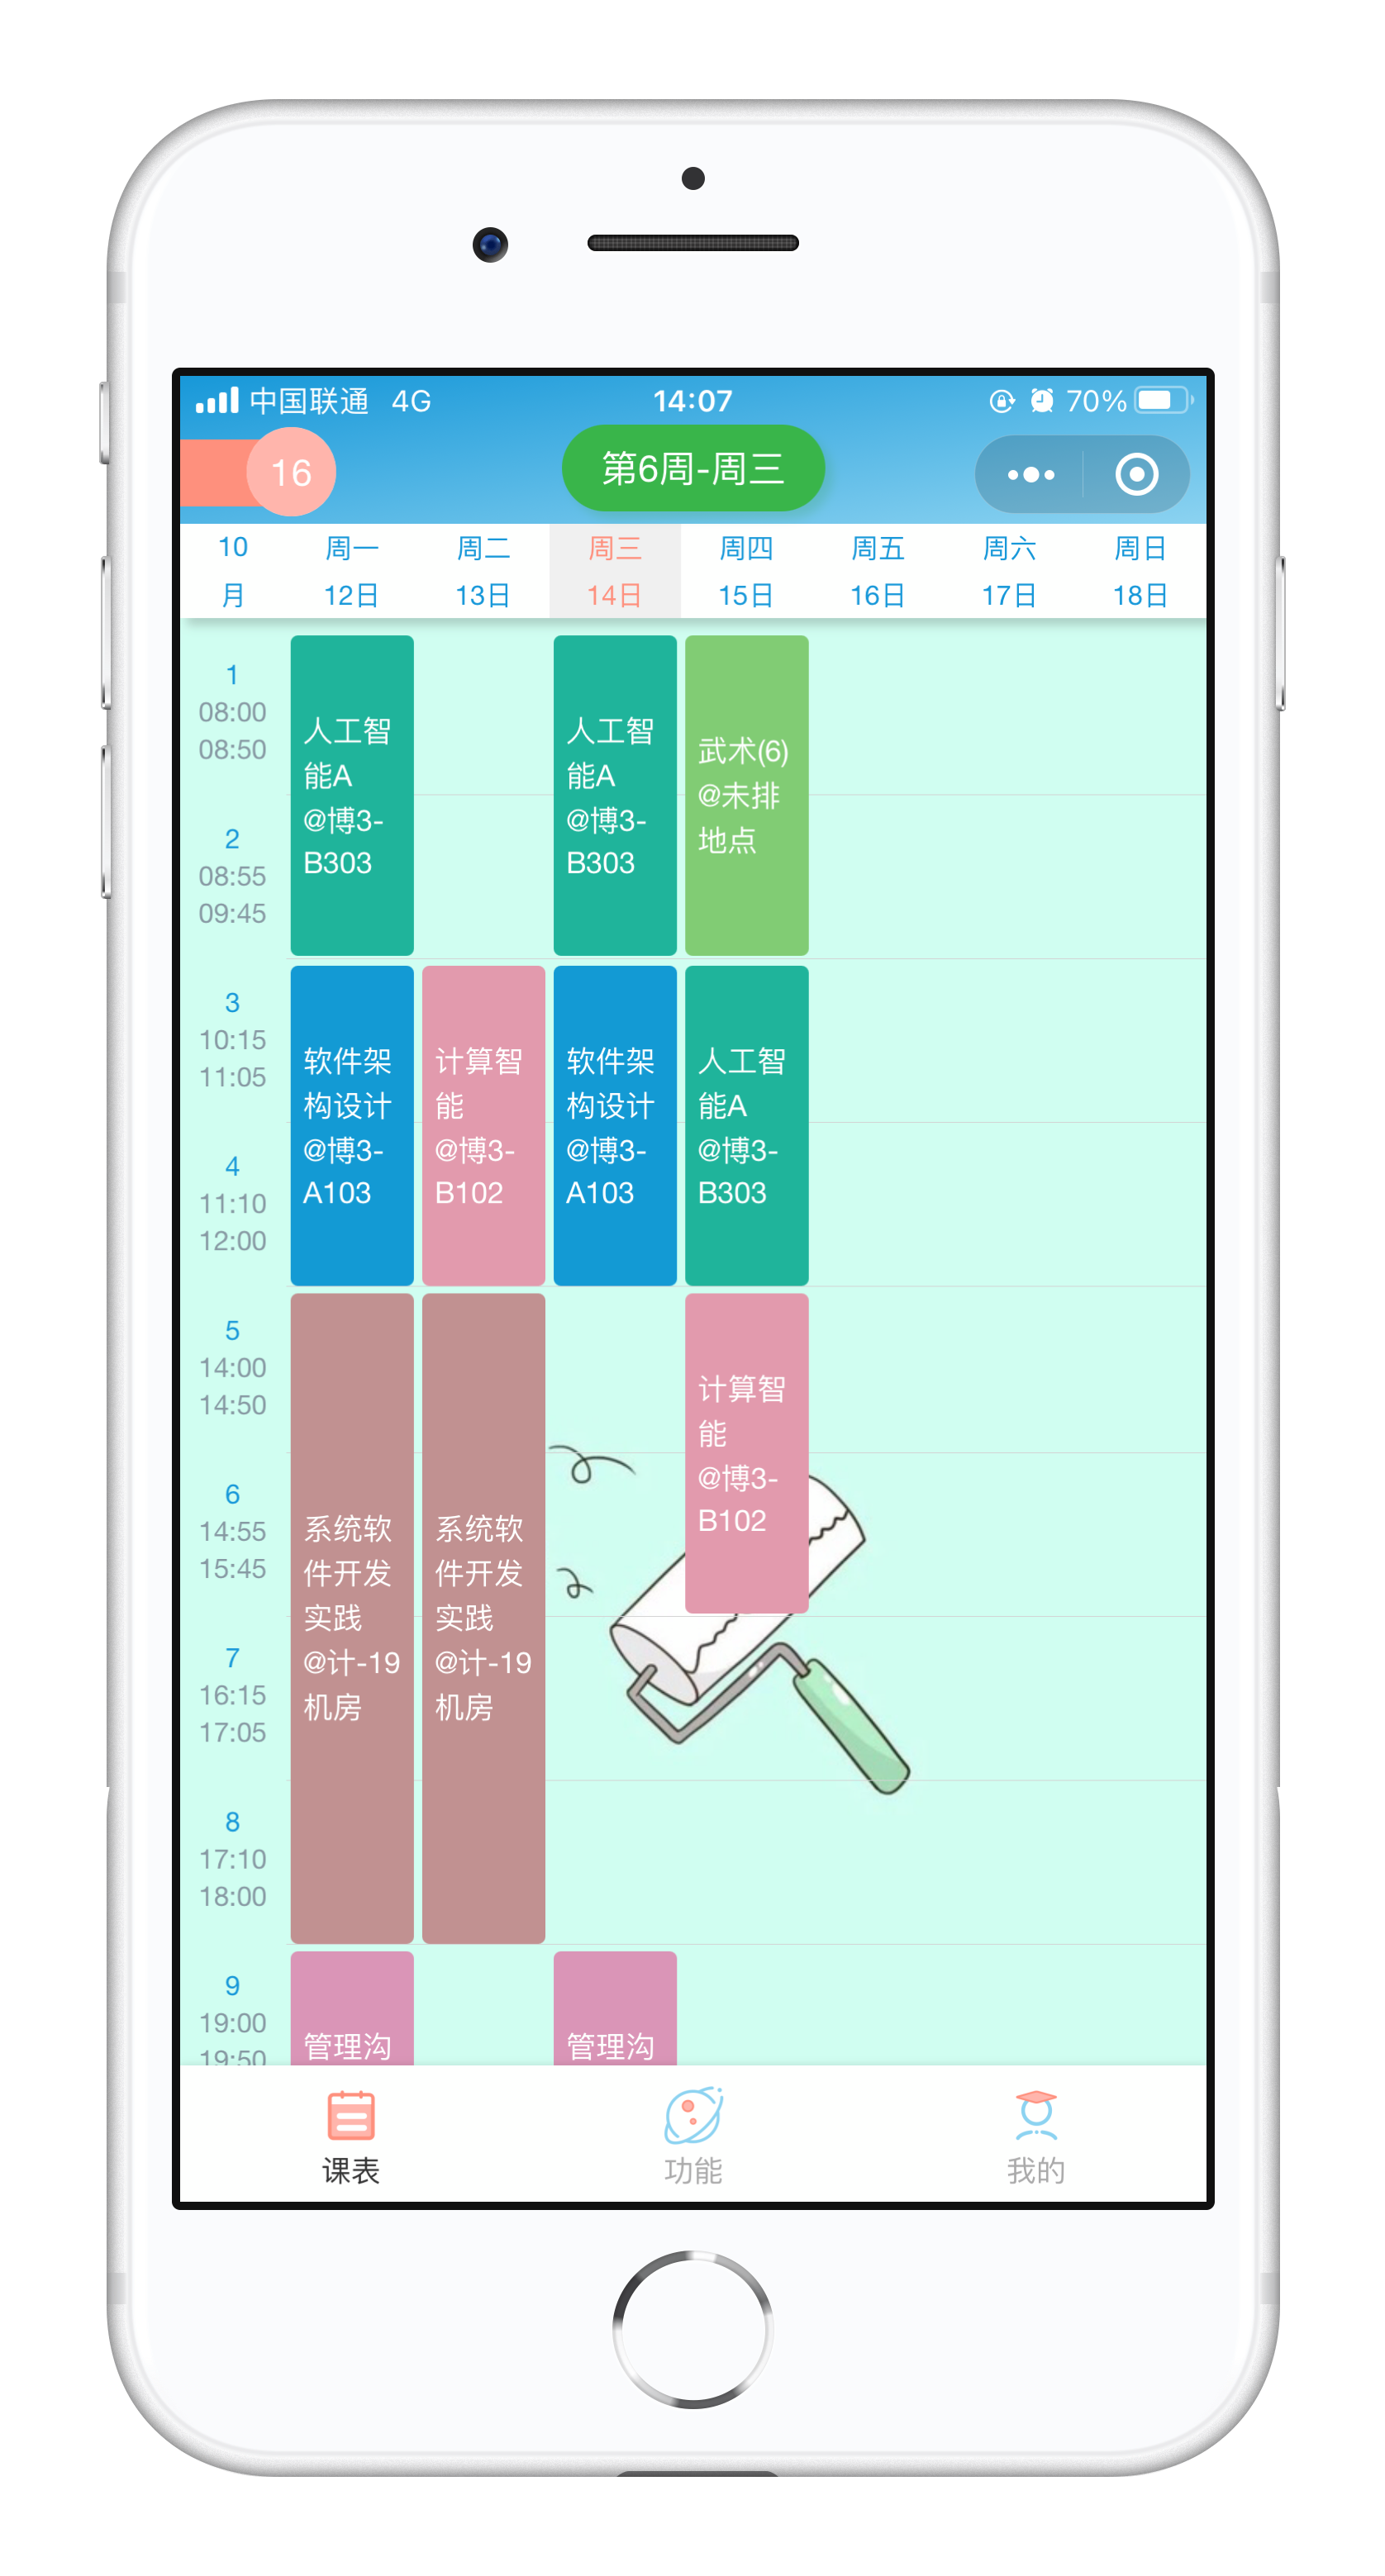 中国联通 4G 14:07 70%
16 第6周-周三
10 周一 周二 周三 周四 周五 周六 周日
月 12日 13日 14日 15日 16日 17日 18日
1
08:00
08:50
2
08:55
09:45
人工智
能A
@博3-
B303
人工智
能A
@博3-
B303
武术(6)
@未排
地点
3
10:15
11:05
4
11:10
12:00
软件架
构设计
@博3-
A103
计算智
能
@博3-
B102
软件架
构设计
@博3-
A103
人工智
能A
@博3-
B303
5
14:00
14:50
6
14:55
15:45
7
16:15
17:05
8
17:10
18:00
系统软
件开发
实践
@计-19
机房
系统软
件开发
实践
@计-19
机房
计算智
能
@博3-
B102
9
19:00
19:50
管理沟
管理沟
课表 功能 我的